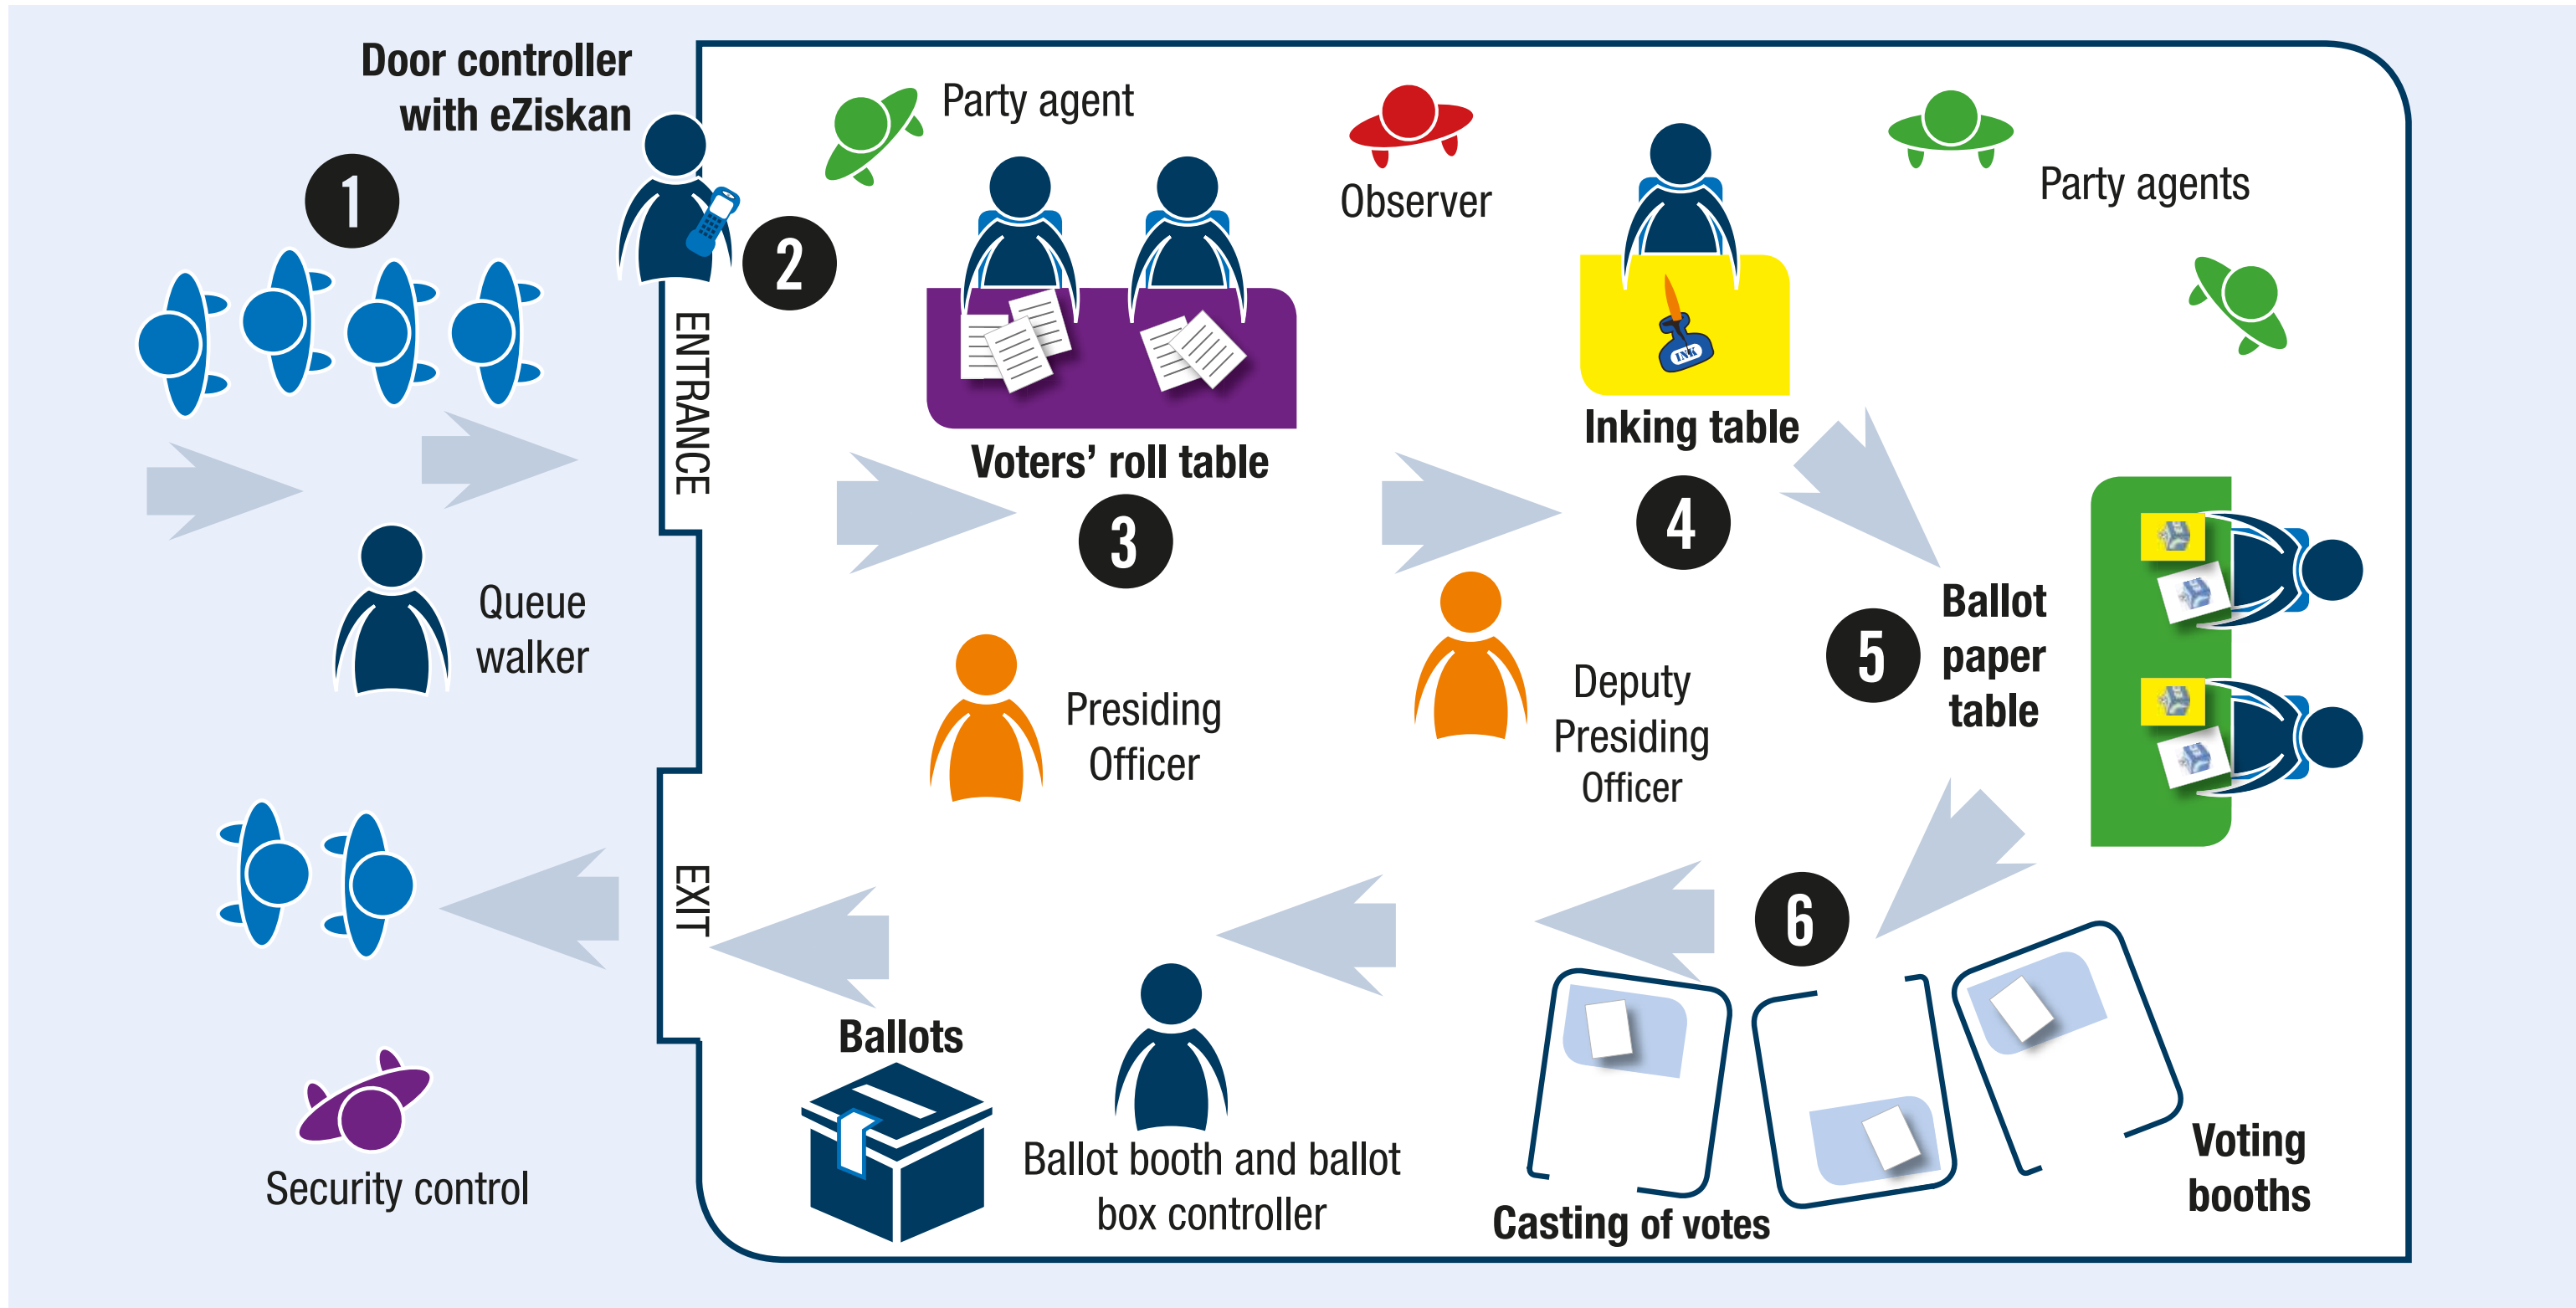 Door controller
with eZiskan
1
2
ENTRANCE
Party agent
Observer
Party agents
INK
Voters’ roll table
3
Inking table
4
Queue
walker
Presiding
Officer
Deputy
Presiding
Officer
5
Ballot
paper
table
6
EXIT
Ballots
Ballot booth and ballot
box controller
Casting of votes
Voting
booths
Security control